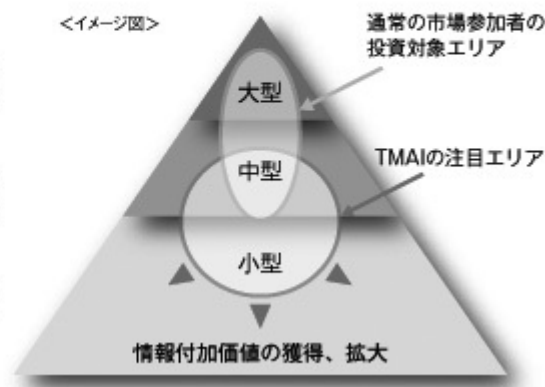 ＜イメージ図＞
通常の市場参加者の
投資対象エリア
大型
TMAIの注目エリア
中型
小型
情報付加価値の獲得、拡大